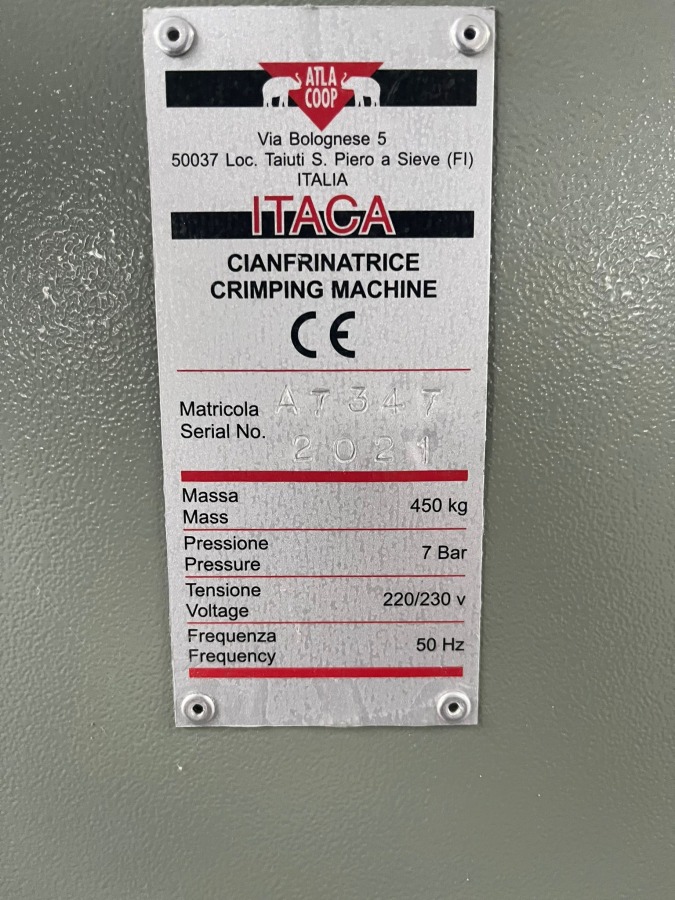 ATLA
COOP
Via Bolognese 5
50037 Loc. Taiuti S. Piero a Sieve (FI)
ITALIA
ITACA
CIANFRINATRICE
CRIMPING MACHINE
CE
Matricola A7347
Serial No. 2021
Massa
Mass 450 kg
Pressione
Pressure 7 Bar
Tensione
Voltage 220/230 v
Frequenza
Frequency 50 Hz